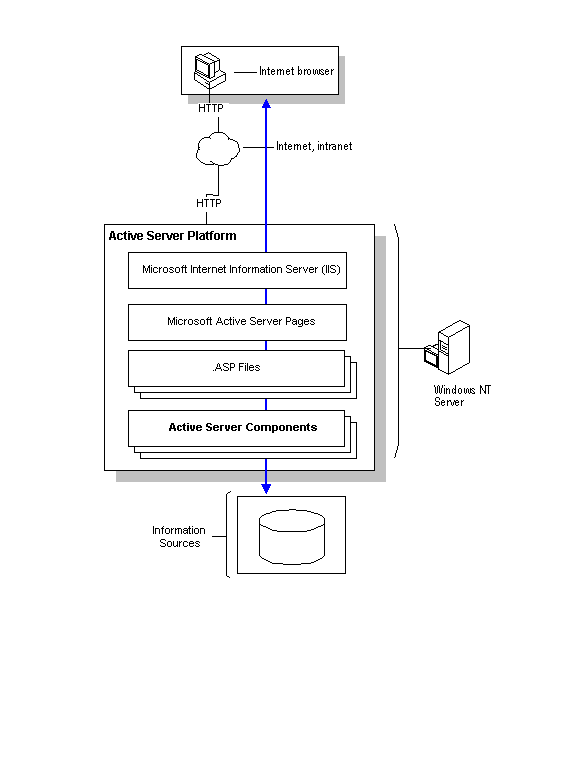 Internet browser
HTTP
Internet, intranet
HTTP
Active Server Platform
Microsoft Internet Information Server (IIS)
Microsoft Active Server Pages
.ASP Files
Windows NT
Server
Active Server Components
Information
Sources